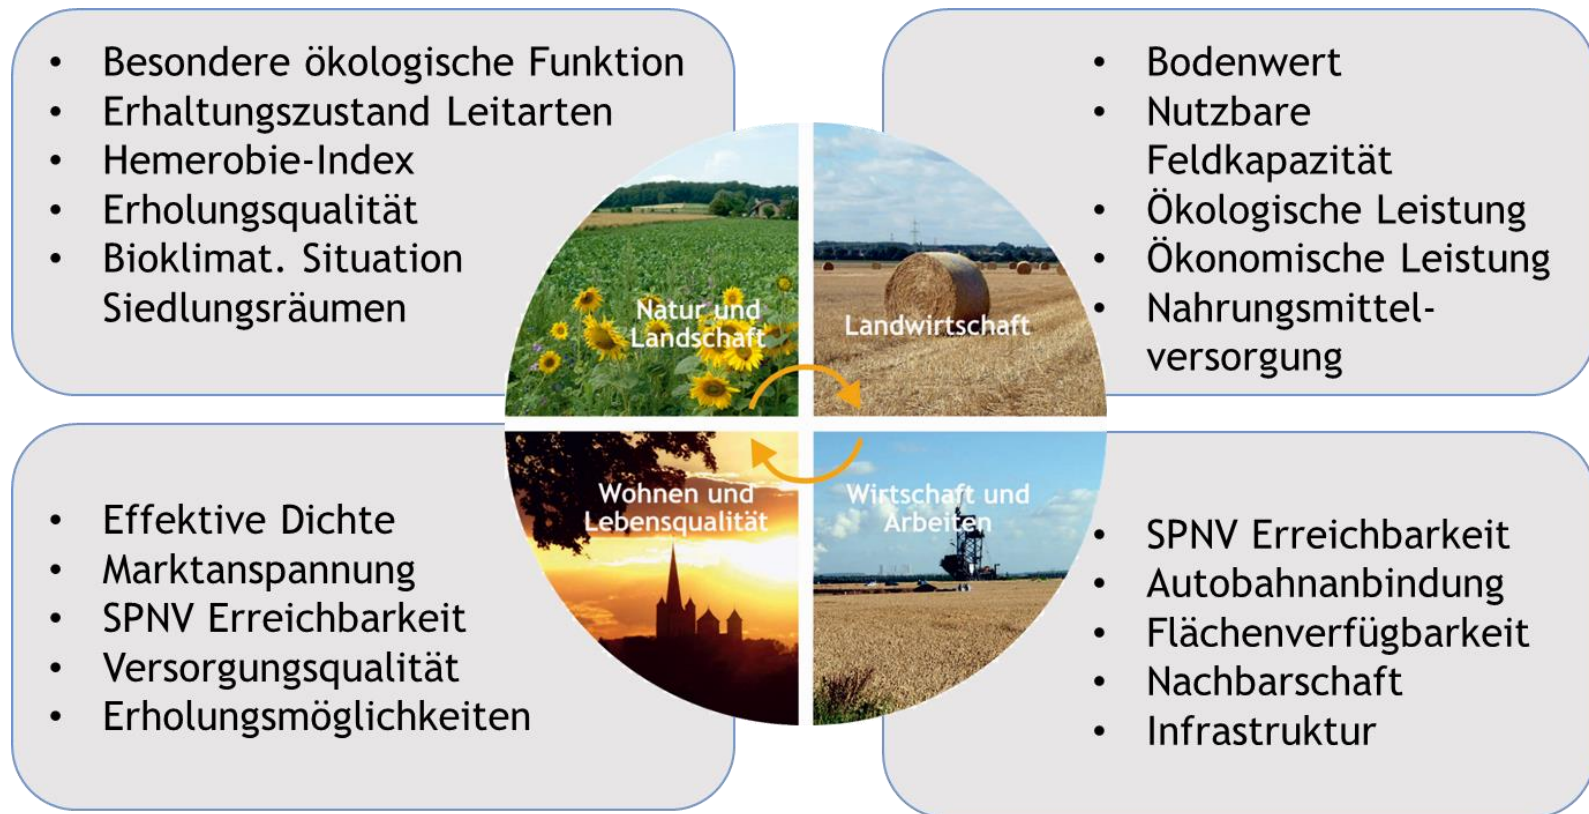 • Besondere ökologische Funktion
• Erhaltungszustand Leitarten
• Hemerobie-Index
• Erholungsqualität
• Bioklimat. Situation
Siedlungsräumen
• Bodenwert
• Nutzbare
Feldkapazität
• Ökologische Leistung
• Ökonomische Leistung
• Nahrungsmittel-
versorgung
Natur und
Landschaft
Landwirtschaft
Wohnen und
Lebensqualität
Wirtschaft und
Arbeiten
• Effektive Dichte
• Marktanspannung
• SPNV Erreichbarkeit
• Versorgungsqualität
• Erholungsmöglichkeiten
• SPNV Erreichbarkeit
• Autobahnanbindung
• Flächenverfügbarkeit
• Nachbarschaft
• Infrastruktur